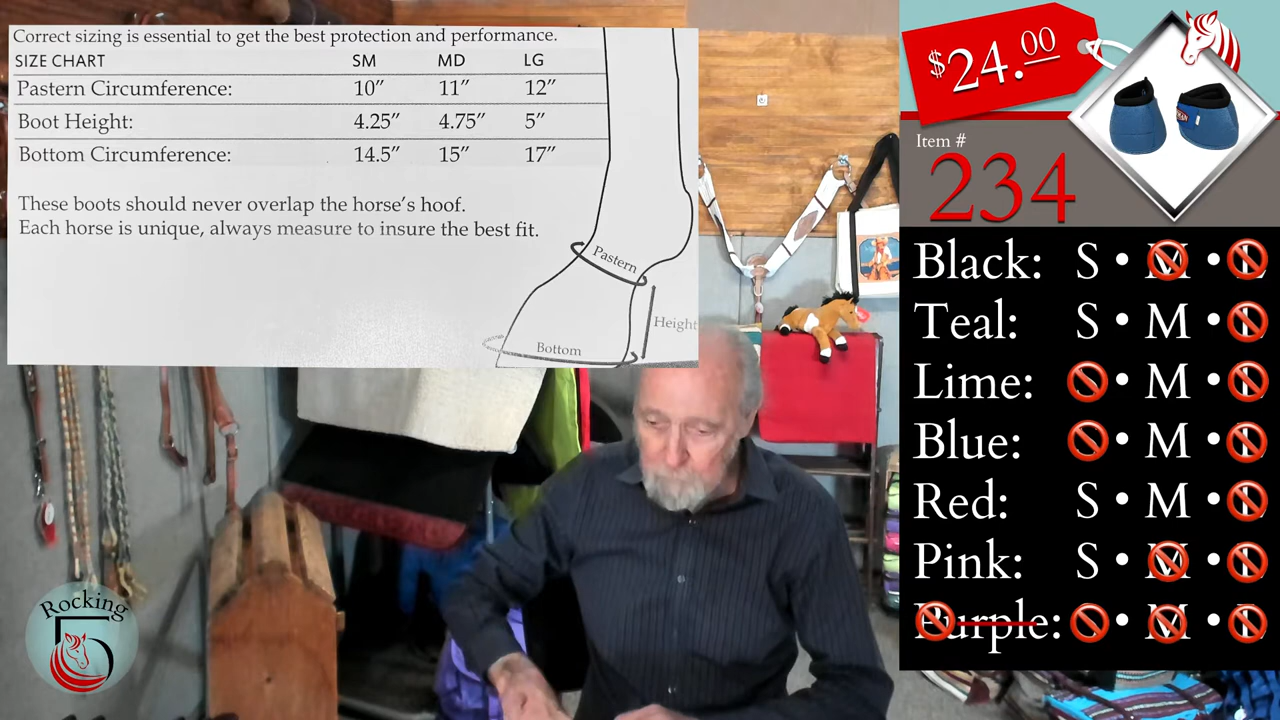 Correct sizing is essential to get the best protection and performance.
SIZE CHART SM MD LG
Pastern Circumference: 10” 11” 12”
Boot Height: 4.25” 4.75” 5”
Bottom Circumference: 14.5” 15” 17”
These boots should never overlap the horse’s hoof.
Each horse is unique, always measure to insure the best fit.
Pastern
Height
Bottom
Rocking
5
$24.00
Item #
234
Black: S • M • L
Teal: S • M • L
Lime: S • M • L
Blue: S • M • L
Red: S • M • L
Pink: S • M • L
Purple: S • M • L